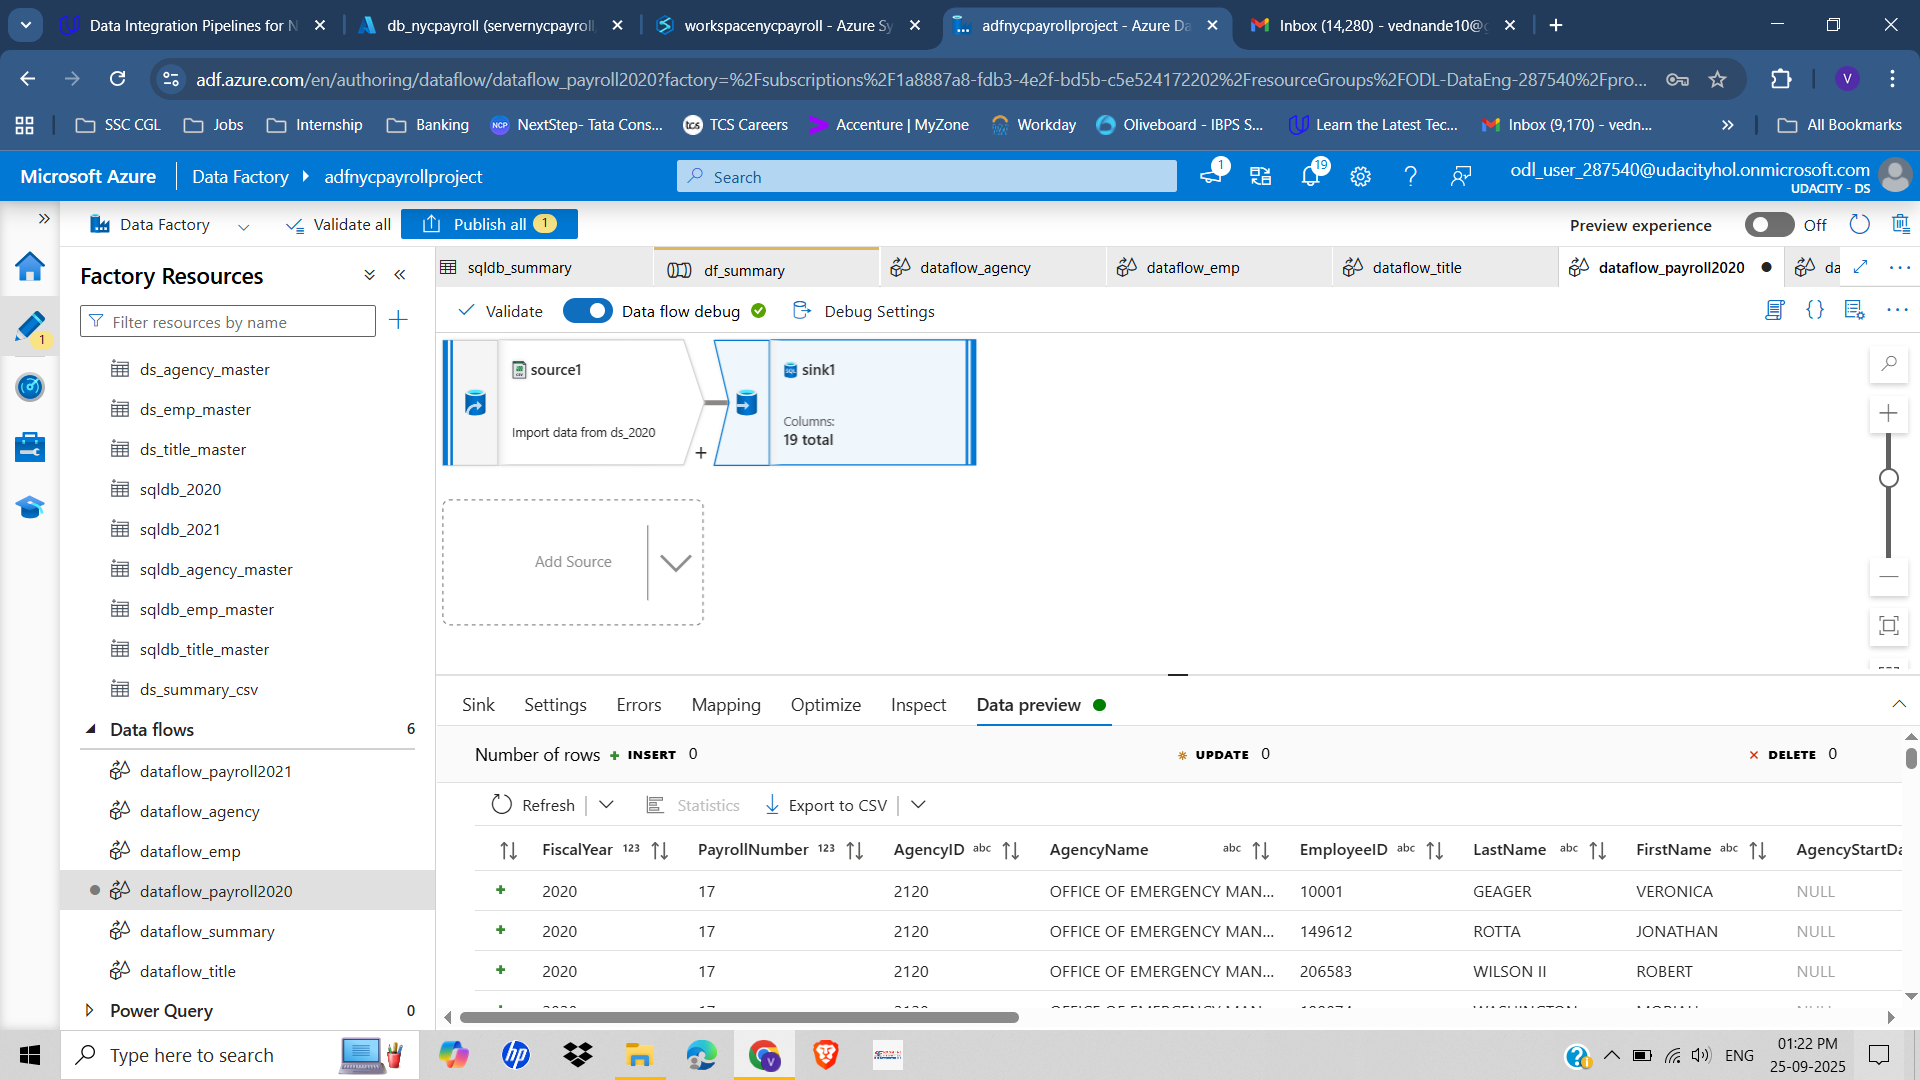 Data Integration Pipelines for N
db_nycpayroll (servernycpayroll
workspacenycpayroll - Azure Sy
adfnycpayrollproject - Azure Da
Inbox (14,280) - vednande10@g
adf.azure.com/en/authoring/dataflow/dataflow_payroll2020?factory=%2Fsubscriptions%2F1a8887a8-fdb3-4e2f-bd5b-c5e524172202%2FresourceGroups%2FODL-DataEng-287540%2Fpro...
V
SSC CGL
Jobs
Internship
Banking
NCP
NextStep- Tata Cons...
tcs
TCS Careers
Accenture | MyZone
Workday
Oliveboard - IBPS S...
Learn the Latest Tec...
Inbox (9,170) - vedn...
All Bookmarks
Microsoft Azure
Data Factory
adfnycpayrollproject
Search
1
19
odl_user_287540@udacityhol.onmicrosoft.com
UDACITY - DS
Data Factory
Validate all
Publish all
1
Preview experience
Off
Factory Resources
Filter resources by name
1
ds_agency_master
ds_emp_master
ds_title_master
sqldb_2020
sqldb_2021
sqldb_agency_master
sqldb_emp_master
sqldb_title_master
ds_summary_csv
Data flows 6
dataflow_payroll2021
dataflow_agency
dataflow_emp
dataflow_payroll2020
dataflow_summary
dataflow_title
Power Query 0
sqldb_summary
df_summary
dataflow_agency
dataflow_emp
dataflow_title
dataflow_payroll2020
da
Validate
Data flow debug
Debug Settings
source1
Import data from ds_2020
sink1
Columns:
19 total
Add Source
Sink Settings Errors Mapping Optimize Inspect Data preview
Number of rows + INSERT 0 UPDATE 0 DELETE 0
Refresh
Statistics
Export to CSV
FiscalYear 123 PayrollNumber 123 AgencyID abc AgencyName abc EmployeeID abc LastName abc FirstName abc AgencyStartDa
2020 17 2120 OFFICE OF EMERGENCY MAN... 10001 GEAGER VERONICA NULL
2020 17 2120 OFFICE OF EMERGENCY MAN... 149612 ROTTA JONATHAN NULL
2020 17 2120 OFFICE OF EMERGENCY MAN... 206583 WILSON II ROBERT NULL
Type here to search
ENG
01:22 PM
25-09-2025